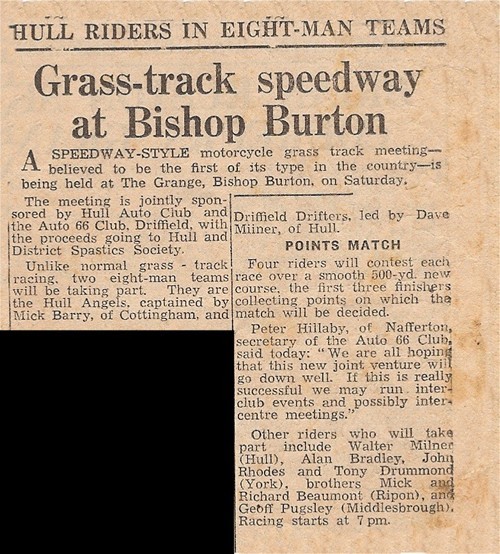 HULL RIDERS IN EIGHT-MAN TEAMS
Grass-track speedway
at Bishop Burton
A SPEEDWAY-STYLE motorcycle grass track meeting—
believed to be the first of its type in the country—is
being held at The Grange, Bishop Burton, on Saturday.
The meeting is jointly spon-
sored by Hull Auto Club and
the Auto 66 Club, Driffield, with
the proceeds going to Hull and
District Spastics Society.
Unlike normal grass - track
racing, two eight-man teams
will be taking part. They are
the Hull Angels, captained by
Mick Barry, of Cottingham, and
Driffield Drifters, led by Dave
Milner, of Hull.
POINTS MATCH
Four riders will contest each
race over a smooth 500-yd. new
course, the first three finishers
collecting points on which the
match will be decided.
Peter Hillaby, of Nafferton,
secretary of the Auto 66 Club,
said today: "We are all hoping
that this new joint venture will
go down well. If this is really
successful we may run inter-
club events and possibly inter-
centre meetings."
Other riders who will take
part include Walter Milner
(Hull), Alan Bradley, John
Rhodes and Tony Drummond
(York), brothers Mick and
Richard Beaumont (Ripon), and
Geoff Pugsley (Middlesbrough).
Racing starts at 7 pm.